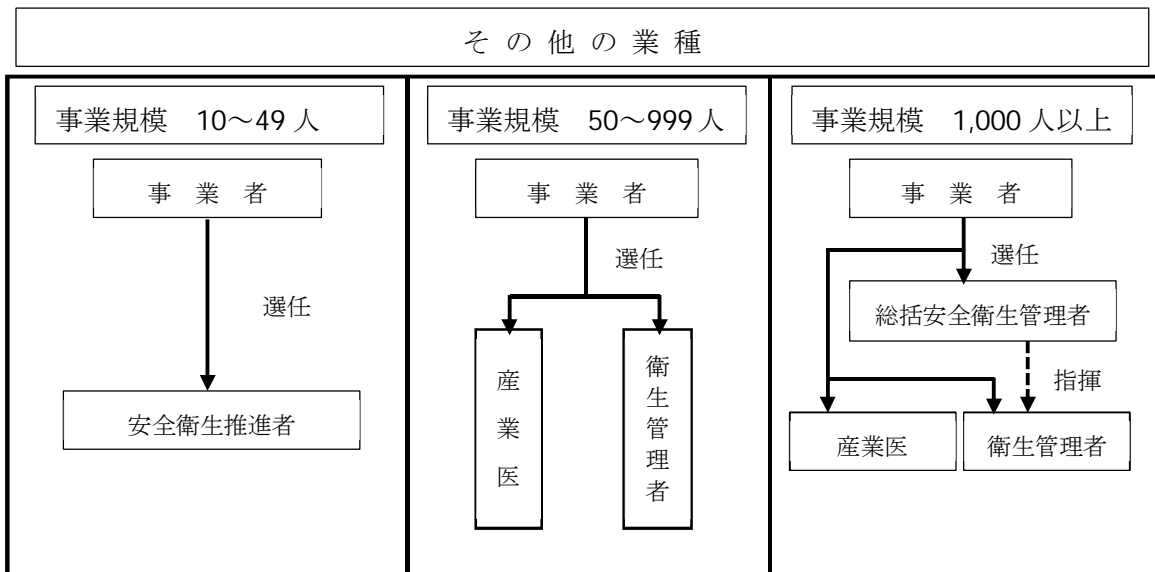 その他の業種
事業規模 10～49人
事業者
選任
安全衛生推進者
事業規模 50～999人
事業者
選任
産業医
衛生管理者
事業規模 1,000人以上
事業者
選任
総括安全衛生管理者
指揮
産業医
衛生管理者